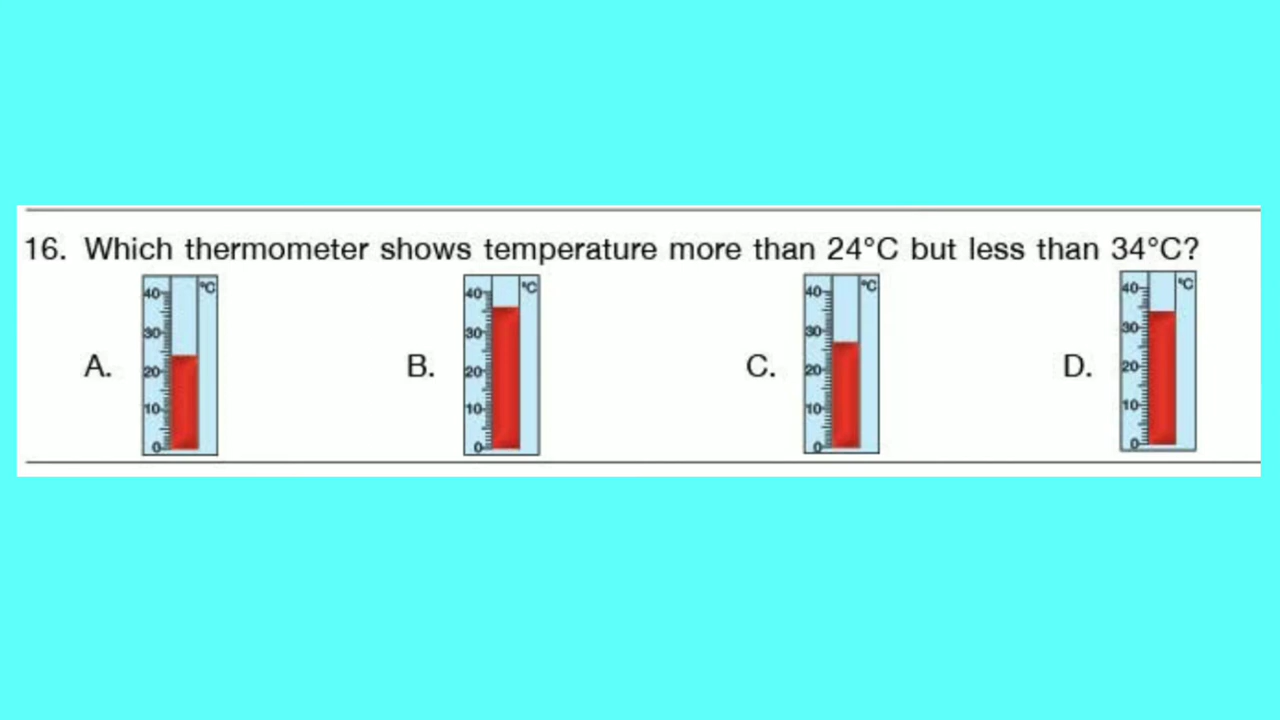 16. Which thermometer shows temperature more than 24°C but less than 34°C?
A. 40 30 20 10 0 °C
B. 40 30 20 10 0 °C
C. 40 30 20 10 0 °C
D. 40 30 20 10 0 °C